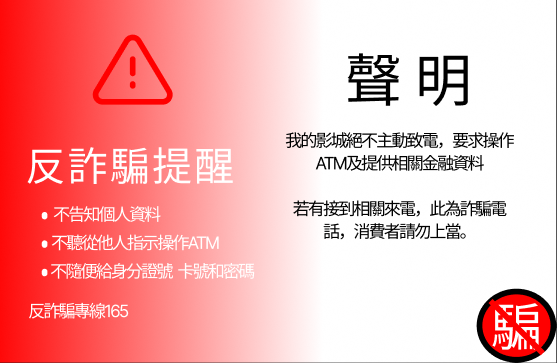 反詐騙提醒
不告知個人資料
不聽從他人指示操作ATM
不隨便給身分證號 卡號和密碼
反詐騙專線165
聲明
我的影城絕不主動致電，要求操作
ATM及提供相關金融資料
若有接到相關來電，此為詐騙電
話，消費者請勿上當。
騙